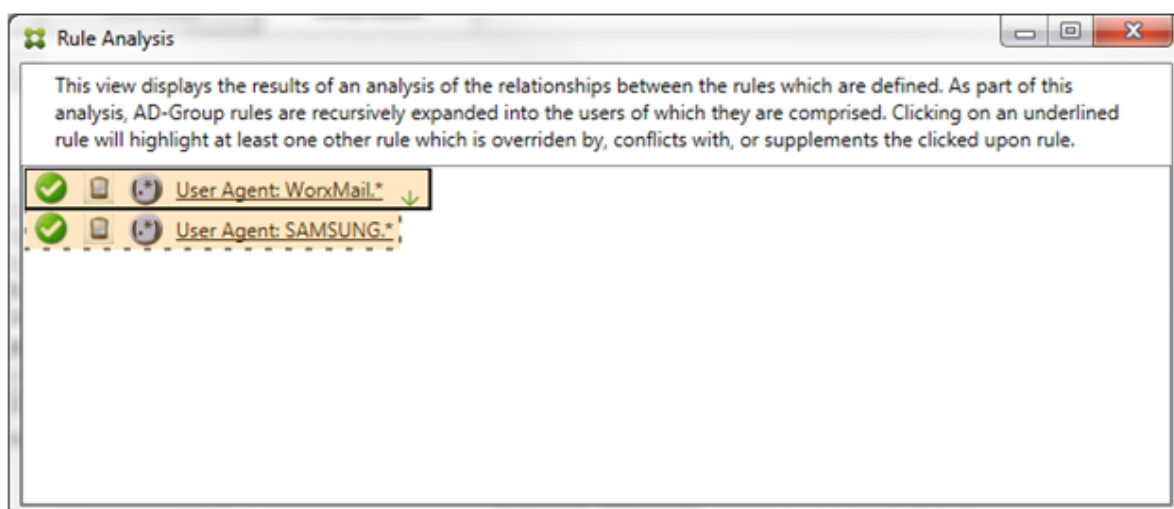 Rule Analysis
This view displays the results of an analysis of the relationships between the rules which are defined. As part of this
analysis, AD-Group rules are recursively expanded into the users of which they are comprised. Clicking on an underlined
rule will highlight at least one other rule which is overriden by, conflicts with, or supplements the clicked upon rule.
(.*) User Agent: WorxMail.*
(.*) User Agent: SAMSUNG.*